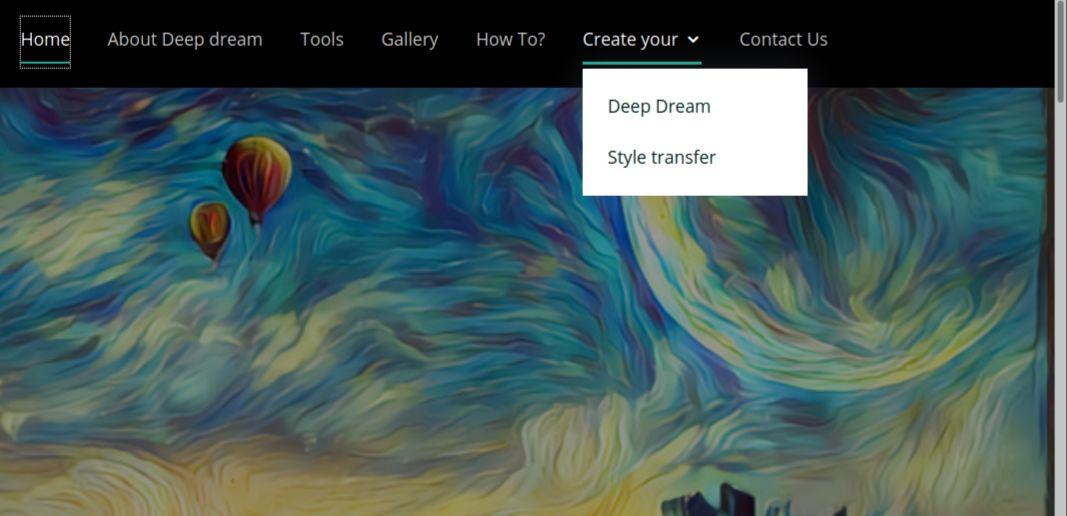 Home About Deep dream Tools Gallery How To? Create your Contact Us
Deep Dream
Style transfer